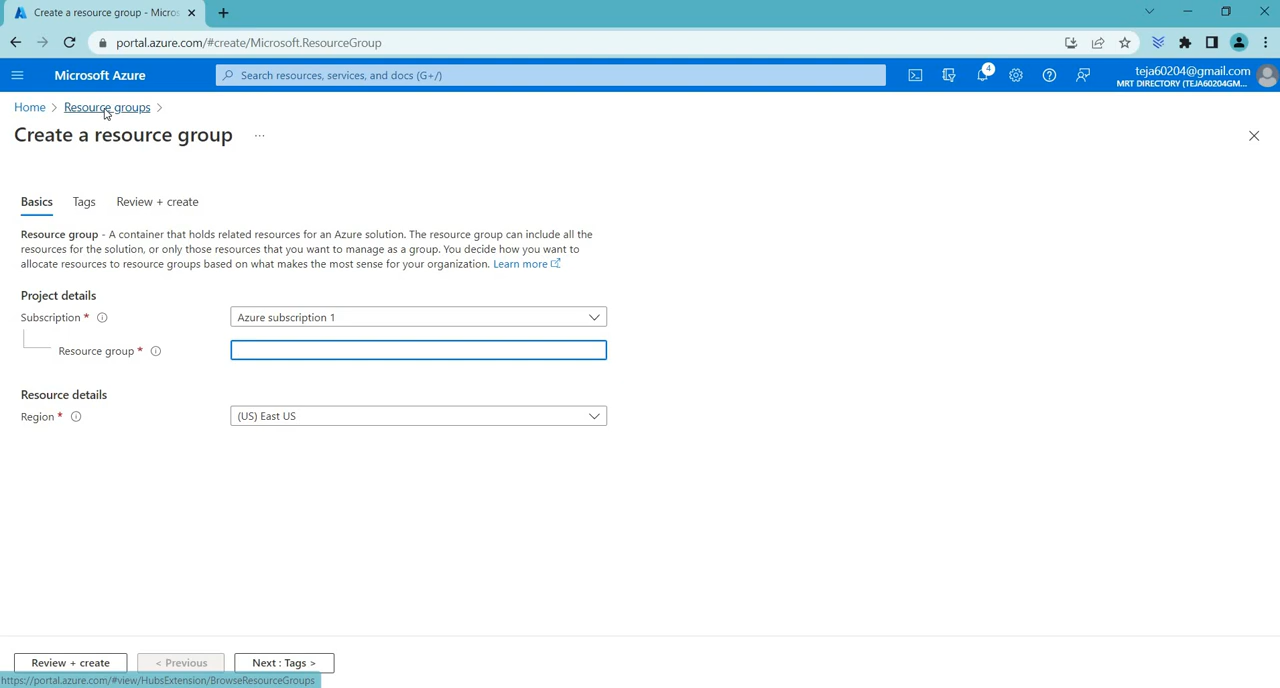 Create a resource group - Micros
portal.azure.com/#create/Microsoft.ResourceGroup
Microsoft Azure
Search resources, services, and docs (G+/)
4
teja60204@gmail.com
MRT DIRECTORY (TEJA60204GM...
Home > Resource groups >
Create a resource group ...
Basics Tags Review + create
Resource group - A container that holds related resources for an Azure solution. The resource group can include all the
resources for the solution, or only those resources that you want to manage as a group. You decide how you want to
allocate resources to resource groups based on what makes the most sense for your organization. Learn more
Project details
Subscription *
Azure subscription 1
Resource group *
Resource details
Region *
(US) East US
Review + create
< Previous
Next : Tags >
https://portal.azure.com/#view/HubsExtension/BrowseResourceGroups